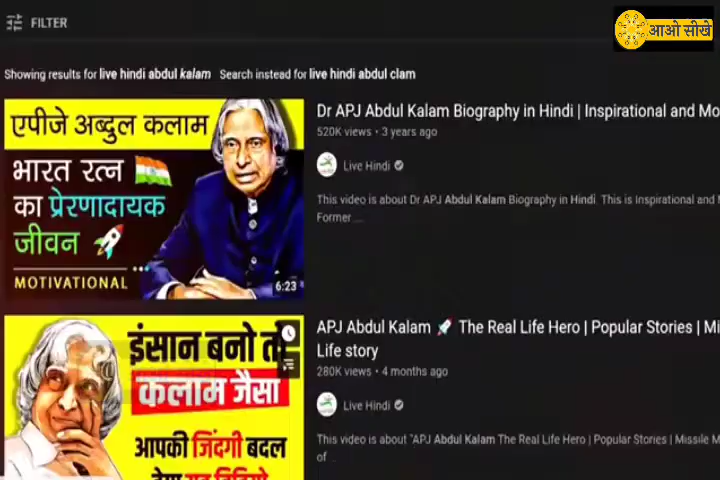 FILTER
आओ सीखे
Showing results for live hindi abdul kalam Search instead for live hindi abdul clam
एपीजे अब्दुल कलाम
भारत रत्न
का प्रेरणादायक
जीवन
MOTIVATIONAL
6:23
Dr APJ Abdul Kalam Biography in Hindi | Inspirational and Mo
520K views • 3 years ago
Live Hindi
This video is about Dr APJ Abdul Kalam Biography in Hindi. This is Inspirational and
Former ...
इंसान बनो तो
कलाम जैसा
आपकी जिंदगी बदल
APJ Abdul Kalam 🚀 The Real Life Hero | Popular Stories | Mi
Life story
280K views • 4 months ago
Live Hindi
This video is about "APJ Abdul Kalam The Real Life Hero | Popular Stories | Missile M
of ...